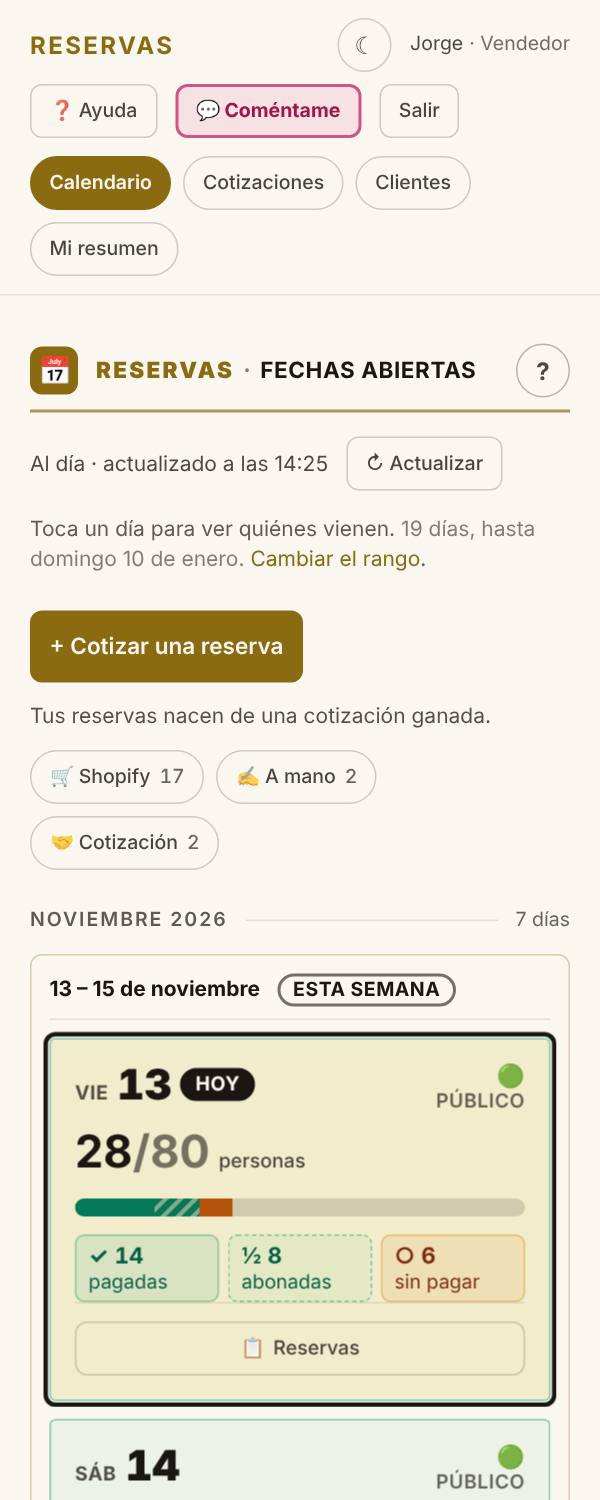 RESERVAS ☾ Jorge · Vendedor
❓ Ayuda 💬 Coméntame Salir
Calendario Cotizaciones Clientes
Mi resumen
July 17 RESERVAS · FECHAS ABIERTAS ?
Al día · actualizado a las 14:25 ↻ Actualizar
Toca un día para ver quiénes vienen. 19 días, hasta
domingo 10 de enero. Cambiar el rango.
+ Cotizar una reserva
Tus reservas nacen de una cotización ganada.
🛒 Shopify 17 ✍️ A mano 2
🤝 Cotización 2
NOVIEMBRE 2026 7 días
13 – 15 de noviembre ESTA SEMANA
VIE 13 HOY 🟢 PÚBLICO
28/80 personas
✓ 14 ½ 8 ○ 6
pagadas abonadas sin pagar
📋 Reservas
SÁB 14 🟢 PÚBLICO